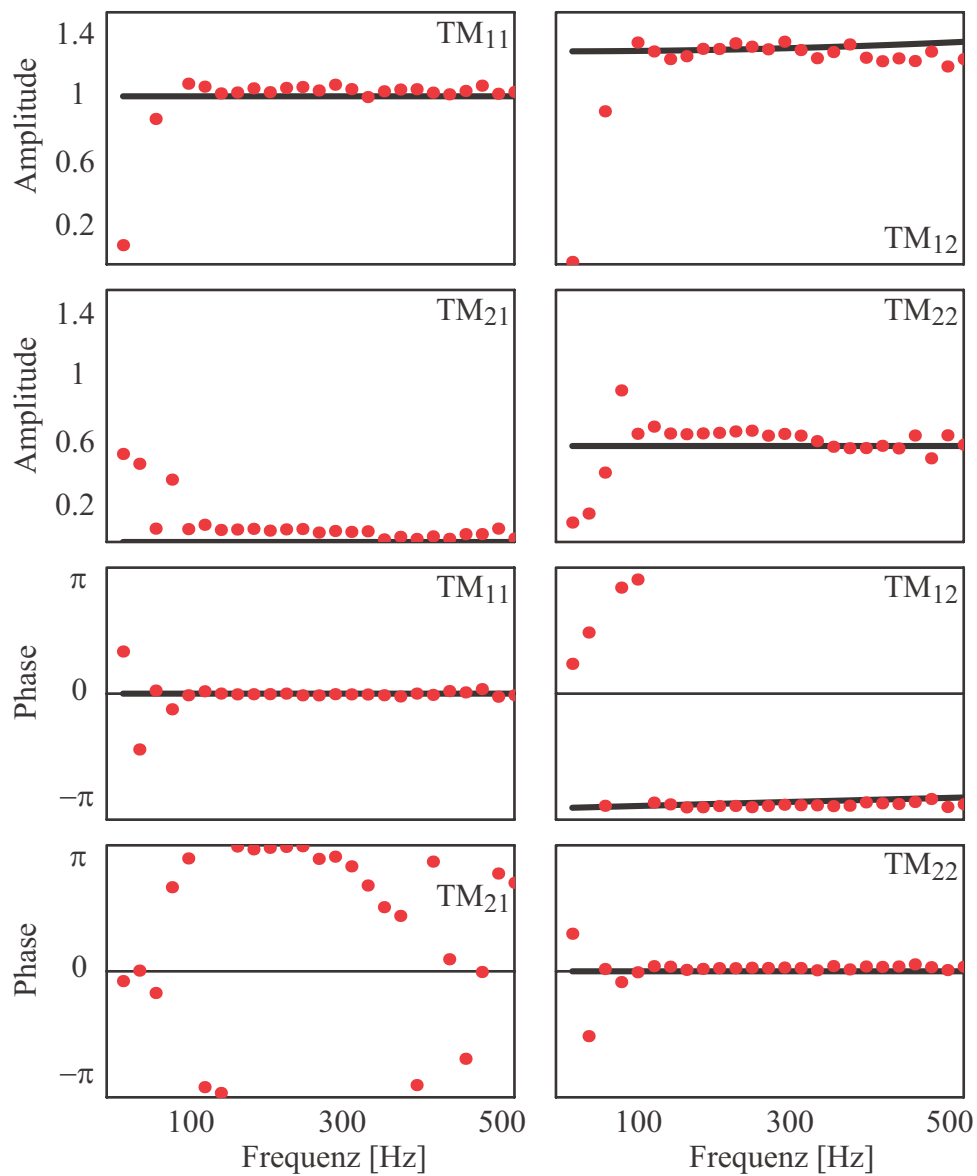 Amplitude
1.4
1
0.6
0.2
TM₁₁
TM₁₂
Amplitude
1.4
1
0.6
0.2
TM₂₁
TM₂₂
Phase
π
0
−π
TM₁₁
TM₁₂
Phase
π
0
−π
TM₂₁
TM₂₂
100 300 500
100 300 500
Frequenz [Hz]
Frequenz [Hz]